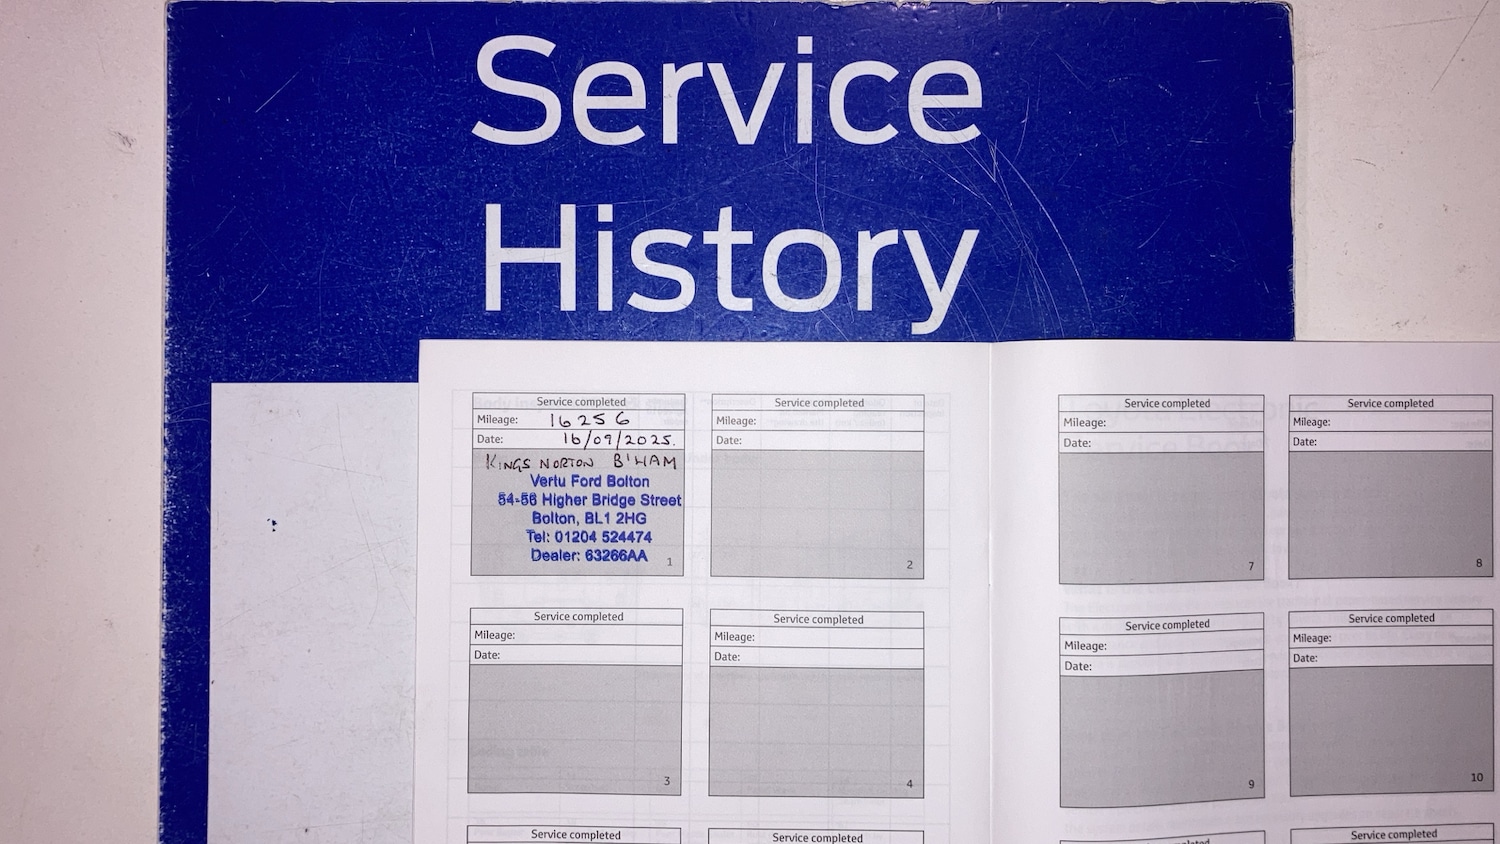 Service
History
Service completed
Mileage: 16256
Date: 16/09/2025.
KINGS NORTON B'HAM
Vertu Ford Bolton
54-56 Higher Bridge Street
Bolton, BL1 2HG
Tel: 01204 524474
Dealer: 63266AA
1
Service completed
Mileage:
Date:
2
Service completed
Mileage:
Date:
3
Service completed
Mileage:
Date:
4
Service completed
Service completed
Service completed
Mileage:
Date:
7
Service completed
Mileage:
Date:
8
Service completed
Mileage:
Date:
9
Service completed
Mileage:
Date:
10
Service completed